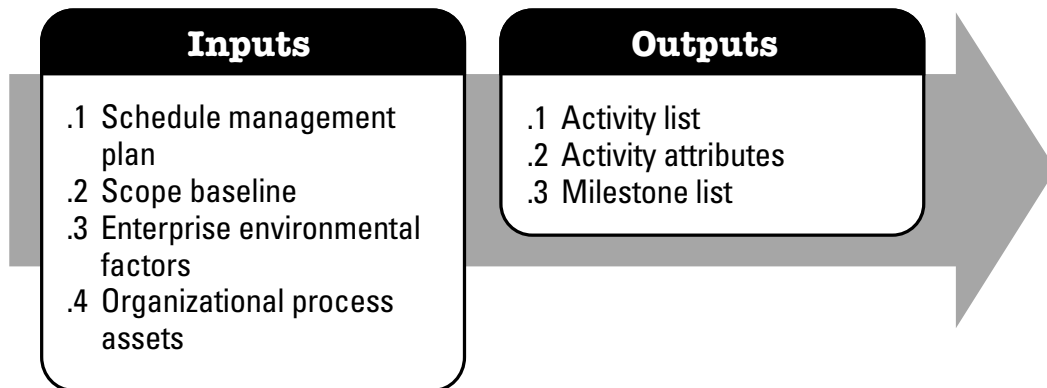 Inputs
.1 Schedule management
plan
.2 Scope baseline
.3 Enterprise environmental
factors
.4 Organizational process
assets
Outputs
.1 Activity list
.2 Activity attributes
.3 Milestone list